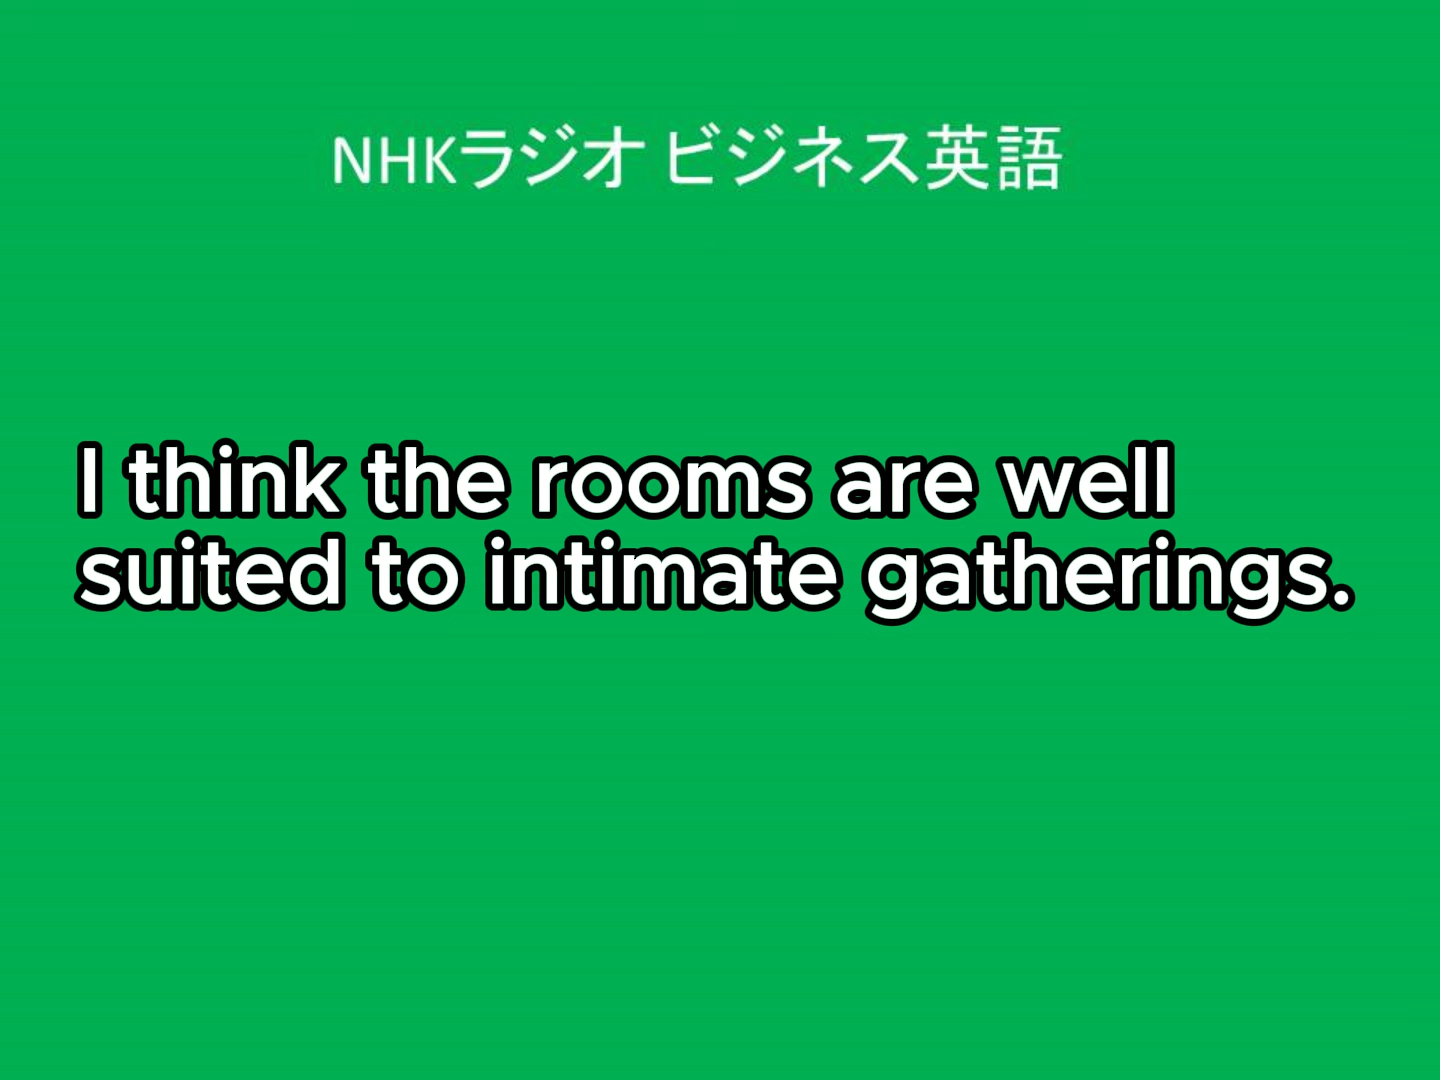 NHKラジオ ビジネス英語
I think the rooms are well
suited to intimate gatherings.